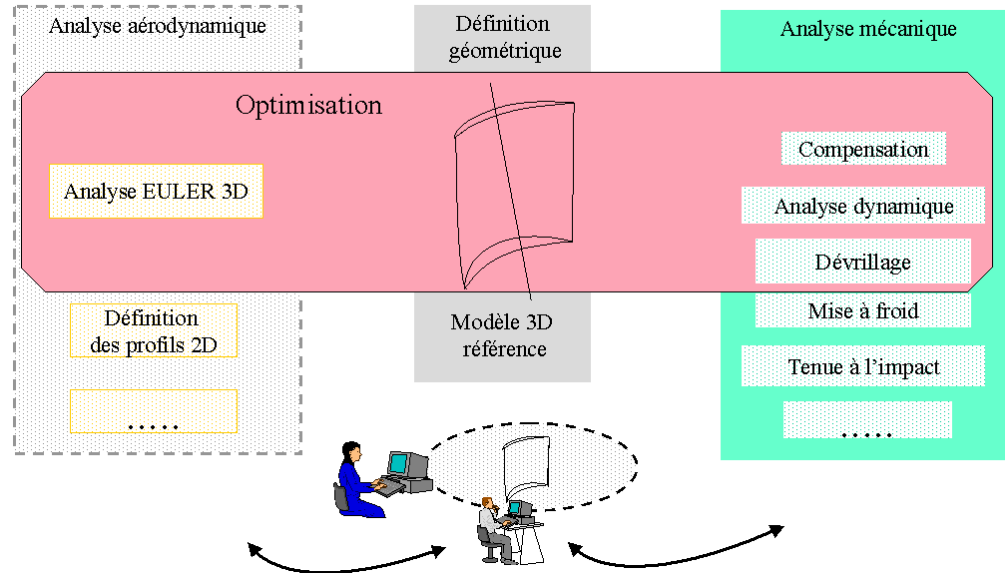 Analyse aérodynamique
Définition
géométrique
Analyse mécanique
Optimisation
Analyse EULER 3D
Compensation
Analyse dynamique
Dévrillage
Définition
des profils 2D
.....
Modèle 3D
référence
Mise à froid
Tenue à l’impact
.....